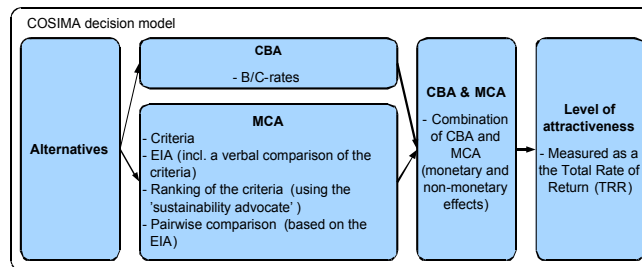 COSIMA decision model
Alternatives
CBA
- B/C-rates
MCA
- Criteria
- EIA (incl. a verbal comparison of the
criteria)
- Ranking of the criteria (using the
'sustainability advocate' )
- Pairwise comparison (based on the
EIA)
CBA & MCA
- Combination
of CBA and
MCA
(monetary and
non-monetary
effects)
Level of
attractiveness
- Measured as a
the Total Rate of
Return (TRR)